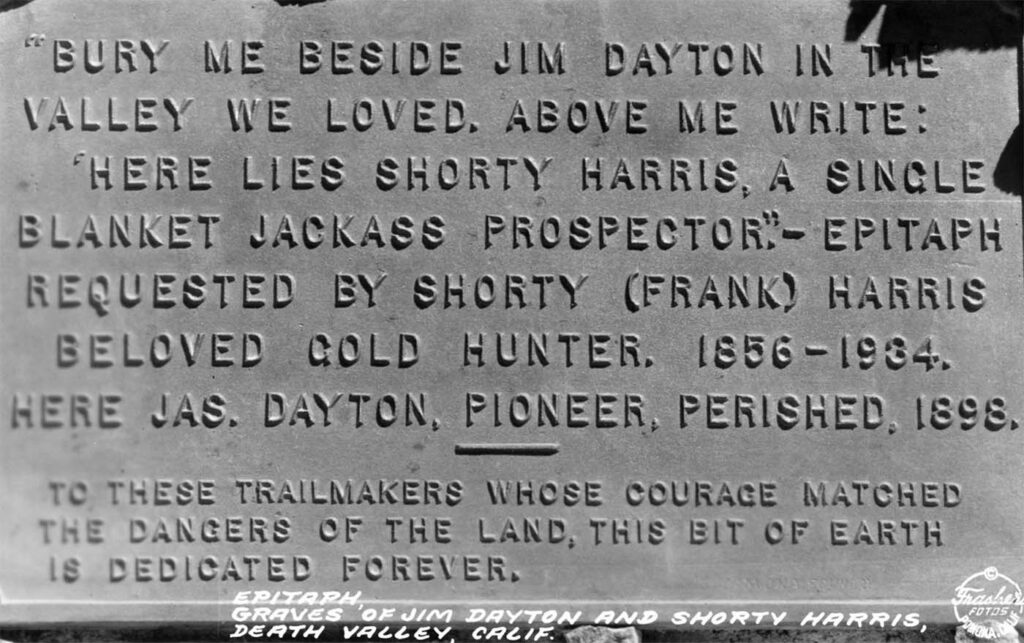 "BURY ME BESIDE JIM DAYTON IN THE
VALLEY WE LOVED. ABOVE ME WRITE:
'HERE LIES SHORTY HARRIS, A SINGLE
BLANKET JACKASS PROSPECTOR'."- EPITAPH
REQUESTED BY SHORTY (FRANK) HARRIS
BELOVED GOLD HUNTER. 1856-1934.
HERE JAS. DAYTON, PIONEER, PERISHED, 1898.
TO THESE TRAILMAKERS WHOSE COURAGE MATCHED
THE DANGERS OF THE LAND, THIS BIT OF EARTH
IS DEDICATED FOREVER.
EPITAPH,
GRAVES OF JIM DAYTON AND SHORTY HARRIS,
DEATH VALLEY, CALIF.
©
Frashers
FOTOS
POMONA, CALIF.